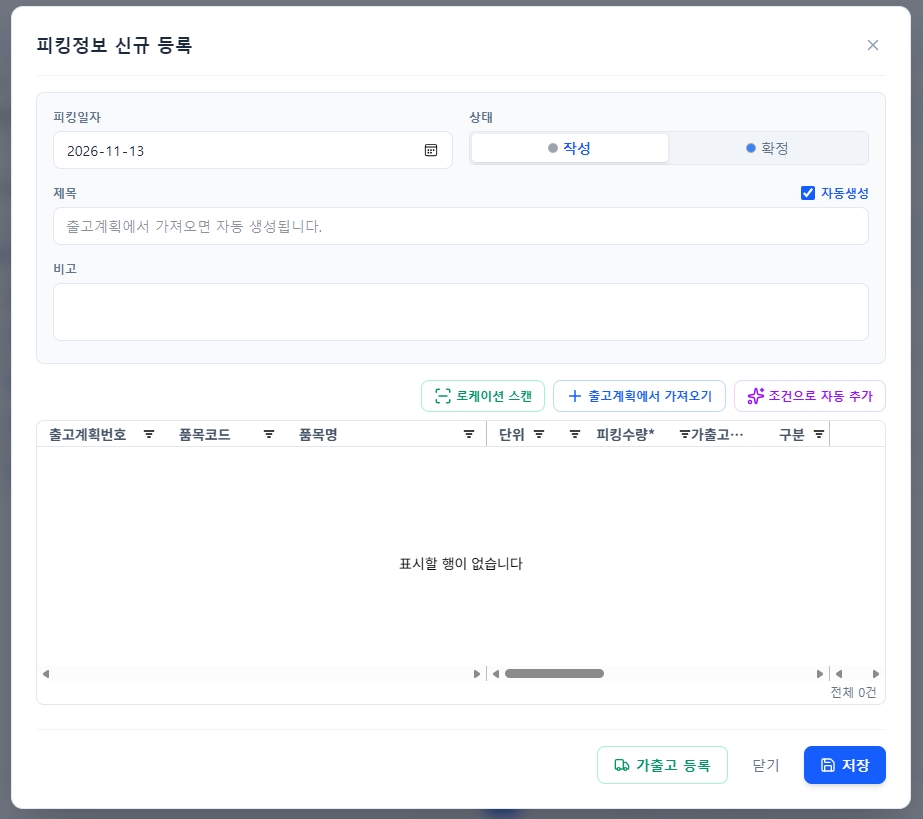 피킹정보 신규 등록
피킹일자
상태
2026-11-13
작성
확정
제목
자동생성
출고계획에서 가져오면 자동 생성됩니다.
비고
로케이션 스캔
출고계획에서 가져오기
조건으로 자동 추가
출고계획번호 품목코드 품목명 단위 피킹수량* 가출고··· 구분
표시할 행이 없습니다
전체 0건
가출고 등록
닫기
저장